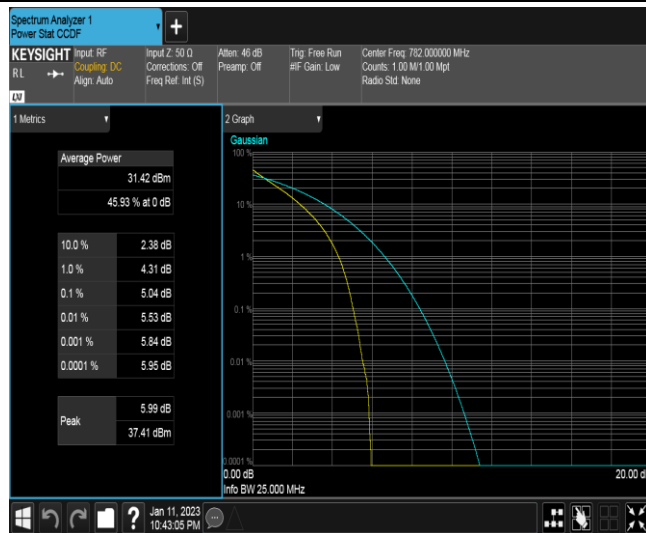 Spectrum Analyzer 1
Power Stat CCDF
+
KEYSIGHT
RL
Input: RF
Coupling: DC
Align: Auto
Input Z: 50 Ω
Corrections: Off
Freq Ref: Int (S)
Atten: 46 dB
Preamp: Off
Trig: Free Run
#IF Gain: Low
Center Freq: 782.000000 MHz
Counts: 1.00 M/1.00 Mpt
Radio Std: None
1 Metrics
Average Power
31.42 dBm
45.93 % at 0 dB
10.0 % 2.38 dB
1.0 % 4.31 dB
0.1 % 5.04 dB
0.01 % 5.53 dB
0.001 % 5.84 dB
0.0001 % 5.95 dB
Peak
5.99 dB
37.41 dBm
2 Graph
Gaussian
100 %
10 %
1 %
0.1 %
0.01 %
0.001 %
0.0001 %
0.00 dB
20.00 d
Info BW 25.000 MHz
?
Jan 11, 2023
10:43:05 PM